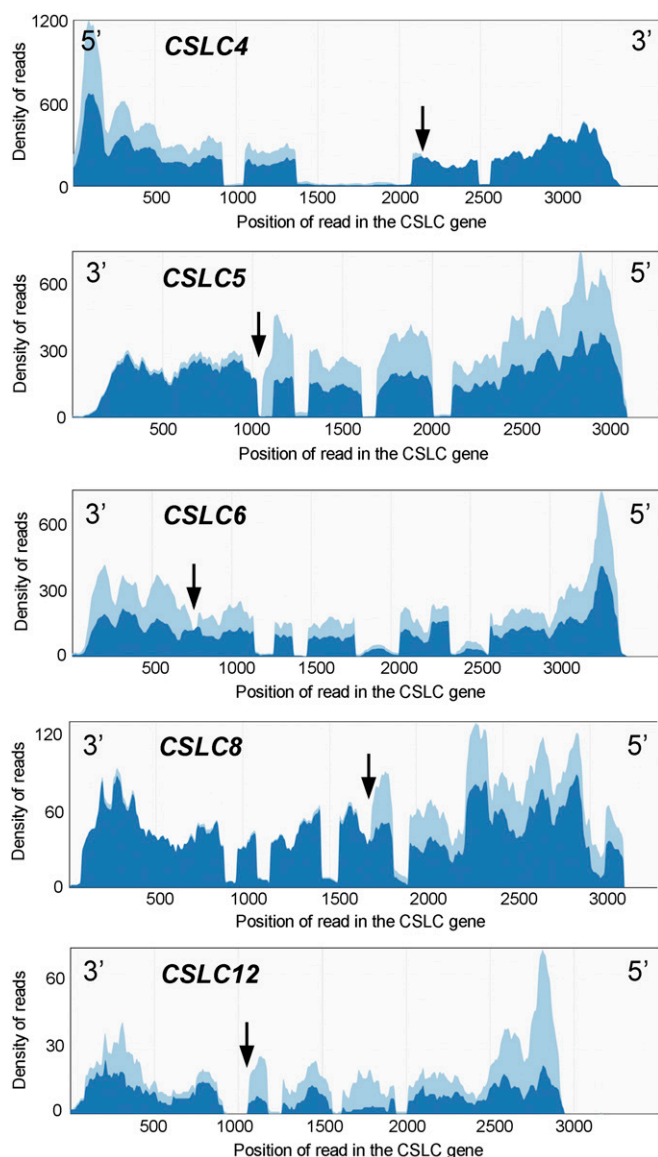 1200
5’ CSLC4 3’
600
0
Density of reads
500 1000 1500 2000 2500 3000
Position of read in the CSLC gene
3’ CSLC5 5’
600
300
0
Density of reads
500 1000 1500 2000 2500 3000
Position of read in the CSLC gene
3’ CSLC6 5’
600
300
0
Density of reads
500 1000 1500 2000 2500 3000
Position of read in the CSLC gene
120
3’ CSLC8 5’
60
0
Density of reads
500 1000 1500 2000 2500 3000
Position of read in the CSLC gene
3’ CSLC12 5’
60
30
0
Density of reads
500 1000 1500 2000 2500 3000
Position of read in the CSLC gene